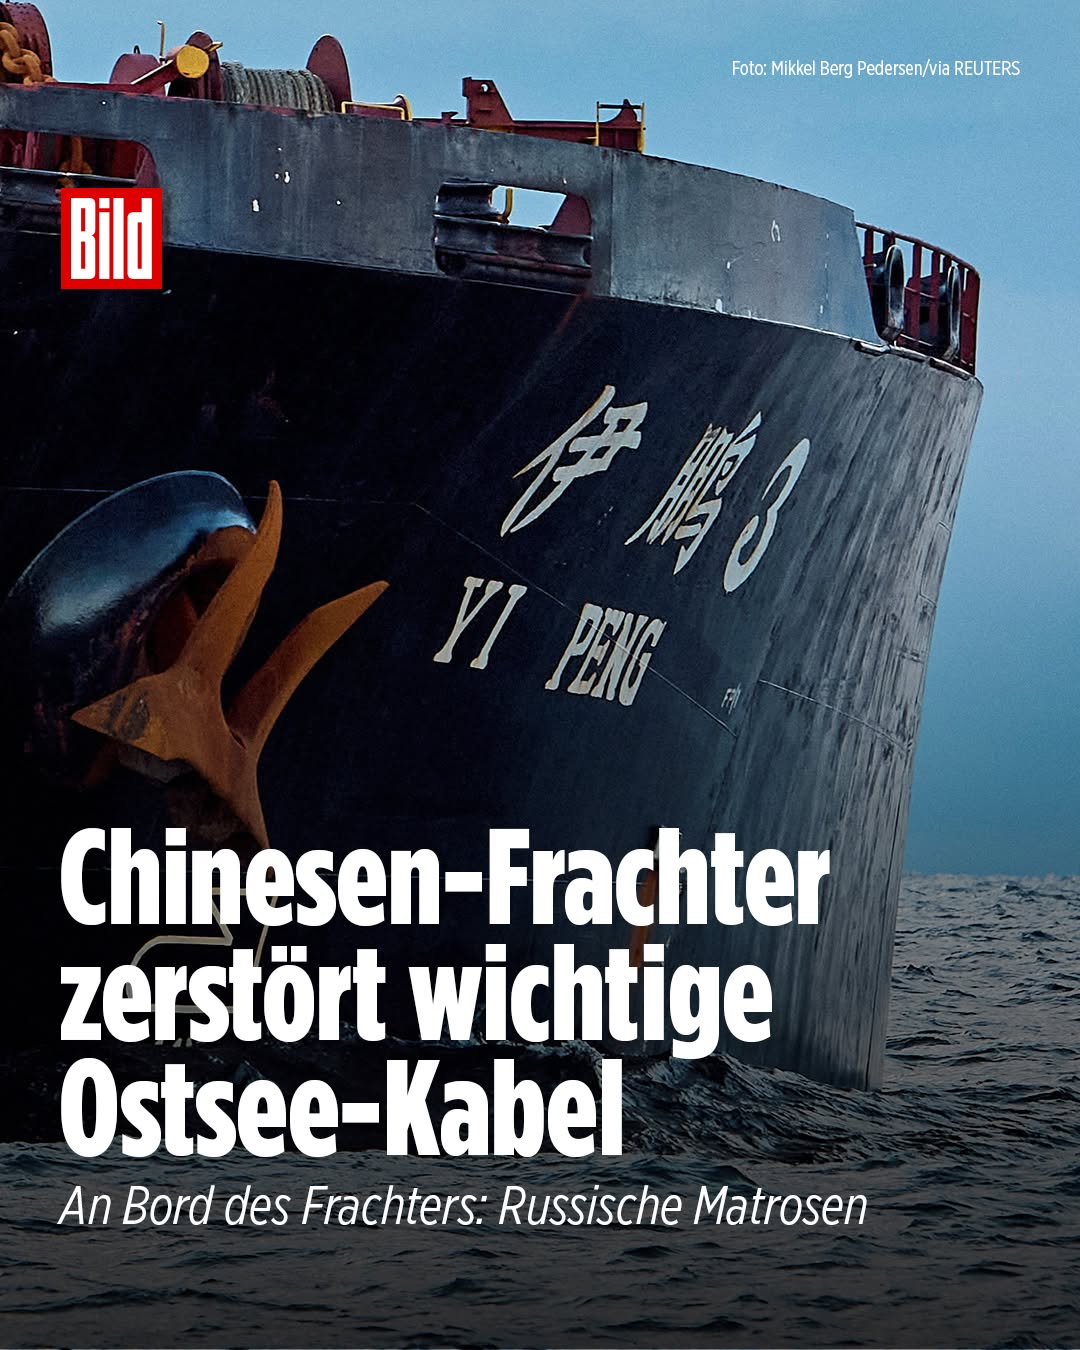 Foto: Mikkel Berg Pedersen/via REUTERS
Bild
伊鹏3
YI PENG
Chinesen-Frachter
zerstört wichtige
Ostsee-Kabel
An Bord des Frachters: Russische Matrosen